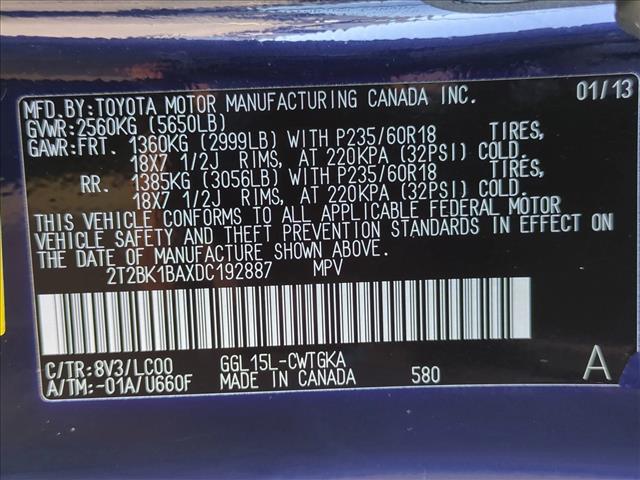 MFD.BY:TOYOTA MOTOR MANUFACTURING CANADA INC. 01/13
GVWR:2560KG (5650LB)
GAWR:FRT. 1360KG (2999LB) WITH P235/60R18 TIRES,
18X7 1/2J RIMS, AT 220KPA (32PSI) COLD.
RR. 1385KG (3056LB) WITH P235/60R18 TIRES,
18X7 1/2J RIMS, AT 220KPA (32PSI) COLD.
THIS VEHICLE CONFORMS TO ALL APPLICABLE FEDERAL MOTOR
VEHICLE SAFETY AND THEFT PREVENTION STANDARDS IN EFFECT ON
THE DATE OF MANUFACTURE SHOWN ABOVE.
2T2BK1BAXDC192887 MPV
C/TR:8V3/LC00 GGL15L-CWTGKA
A/TM:-01A/U660F MADE IN CANADA 580 A